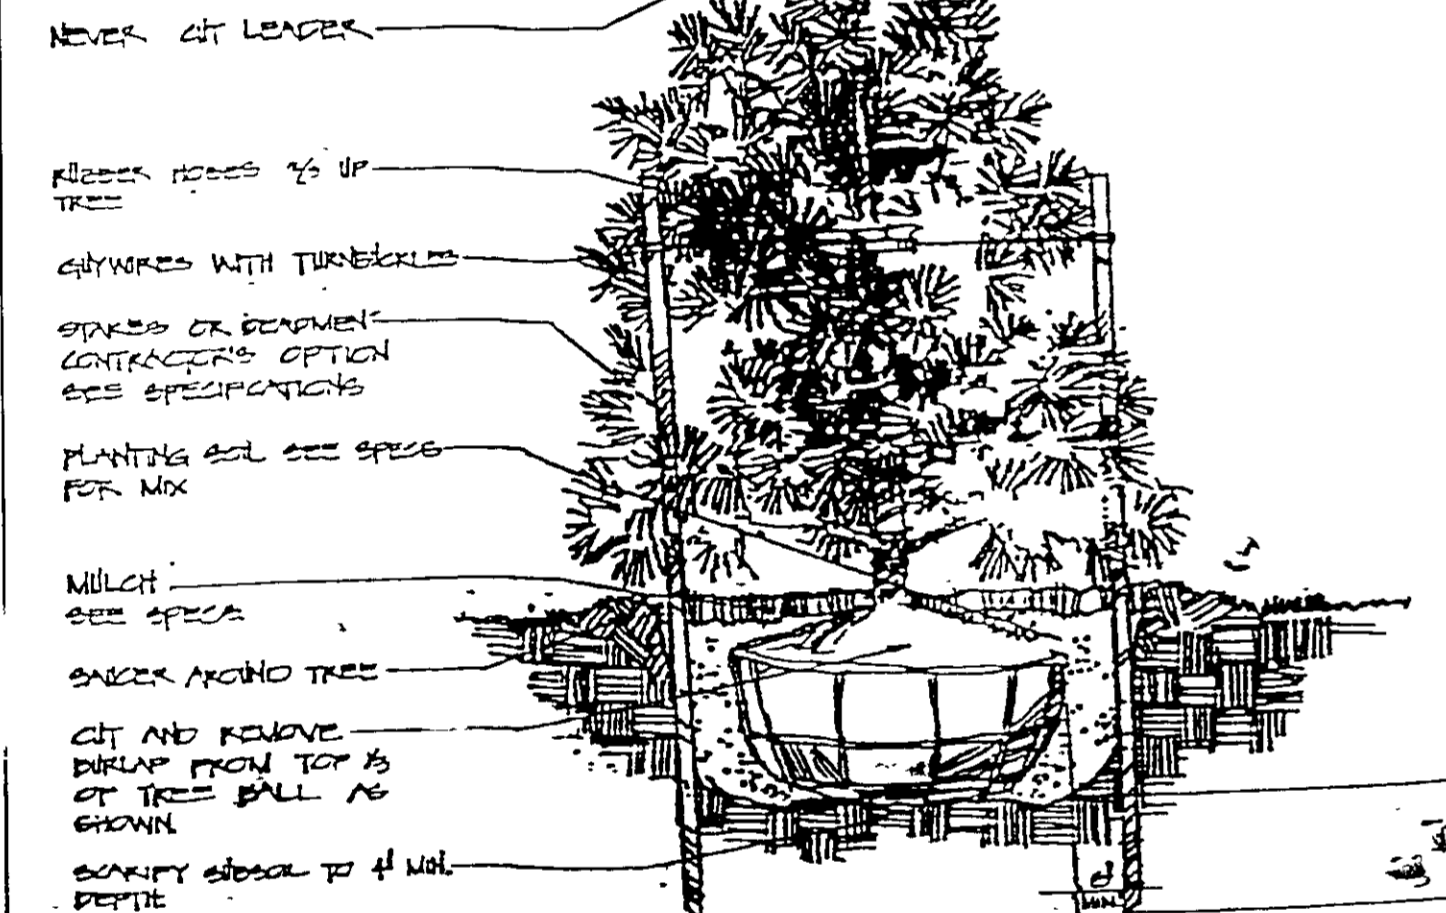 NEVER CUT LEADER
RUBBER HOSES 2/3 UP
TREE
GUYWIRES WITH TURNBUCKLES
STAKES OR DEADMEN-
CONTRACTOR'S OPTION
SEE SPECIFICATIONS
PLANTING SOIL SEE SPECS
FOR MIX
MULCH
SEE SPECS
SAUCER AROUND TREE
CUT AND REMOVE
BURLAP FROM TOP 1/3
OF TREE BALL AS
SHOWN
SCARIFY SUBSOIL TO 4" MIN.
DEPTH
MIN.